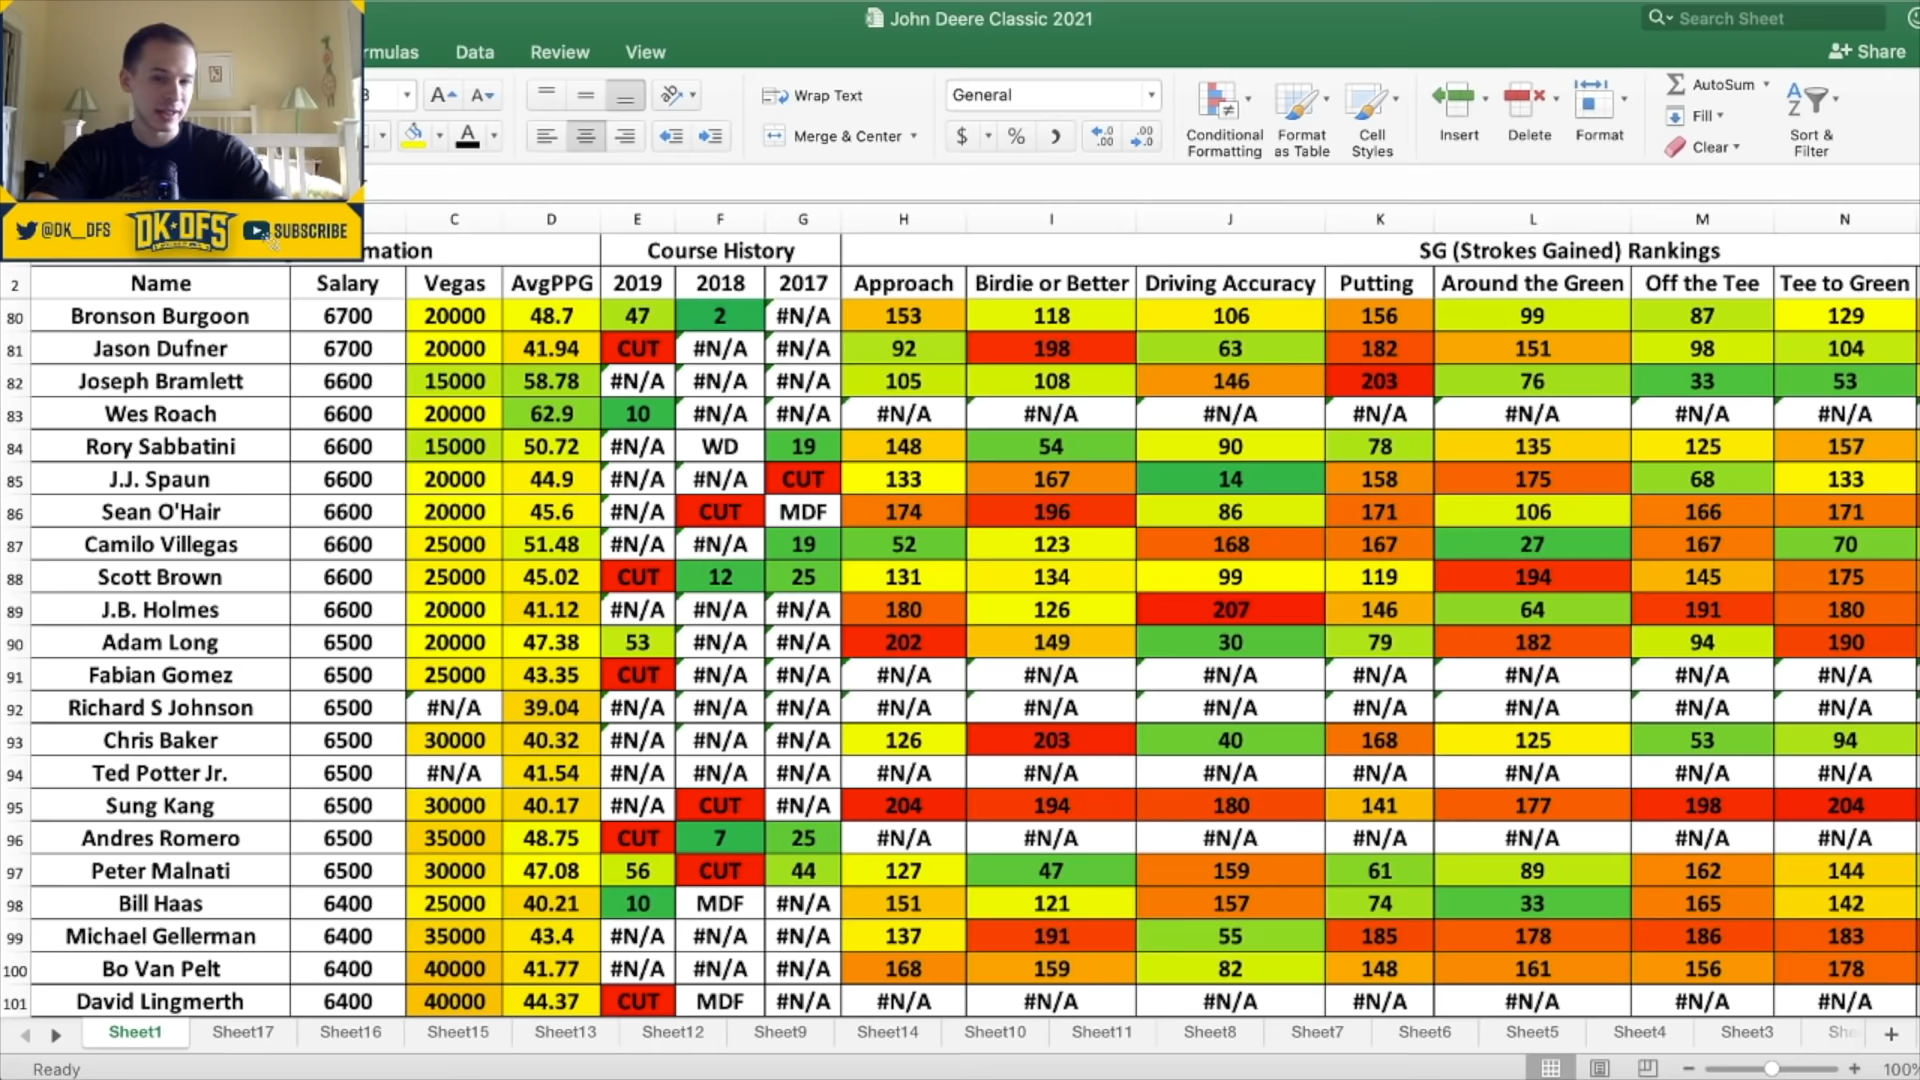 John Deere Classic 2021
Search Sheet
rmulas Data Review View
Share
A A Wrap Text General AutoSum
Fill
A Merge & Center $ % Conditional Formatting Format as Table Cell Styles Insert Delete Format Clear Sort & Filter
@DK__DFS DK★DFS SUBSCRIBE
C D E F G H I J K L M N
mation Course History SG (Strokes Gained) Rankings
2 Name Salary Vegas AvgPPG 2019 2018 2017 Approach Birdie or Better Driving Accuracy Putting Around the Green Off the Tee Tee to Green
80 Bronson Burgoon 6700 20000 48.7 47 2 #N/A 153 118 106 156 99 87 129
81 Jason Dufner 6700 20000 41.94 CUT #N/A #N/A 92 198 63 182 151 98 104
82 Joseph Bramlett 6600 15000 58.78 #N/A #N/A #N/A 105 108 146 203 76 33 53
83 Wes Roach 6600 20000 62.9 10 #N/A #N/A #N/A #N/A #N/A #N/A #N/A #N/A #N/A
84 Rory Sabbatini 6600 15000 50.72 #N/A WD 19 148 54 90 78 135 125 157
85 J.J. Spaun 6600 20000 44.9 #N/A #N/A CUT 133 167 14 158 175 68 133
86 Sean O'Hair 6600 20000 45.6 #N/A CUT MDF 174 196 86 171 106 166 171
87 Camilo Villegas 6600 25000 51.48 #N/A #N/A 19 52 123 168 167 27 167 70
88 Scott Brown 6600 25000 45.02 CUT 12 25 131 134 99 119 194 145 175
89 J.B. Holmes 6600 20000 41.12 #N/A #N/A #N/A 180 126 207 146 64 191 180
90 Adam Long 6500 20000 47.38 53 #N/A #N/A 202 149 30 79 182 94 190
91 Fabian Gomez 6500 25000 43.35 CUT #N/A #N/A #N/A #N/A #N/A #N/A #N/A #N/A #N/A
92 Richard S Johnson 6500 #N/A 39.04 #N/A #N/A #N/A #N/A #N/A #N/A #N/A #N/A #N/A #N/A
93 Chris Baker 6500 30000 40.32 #N/A #N/A #N/A 126 203 40 168 125 53 94
94 Ted Potter Jr. 6500 #N/A 41.54 #N/A #N/A #N/A #N/A #N/A #N/A #N/A #N/A #N/A #N/A
95 Sung Kang 6500 30000 40.17 #N/A CUT #N/A 204 194 180 141 177 198 204
96 Andres Romero 6500 35000 48.75 CUT 7 25 #N/A #N/A #N/A #N/A #N/A #N/A #N/A
97 Peter Malnati 6500 30000 47.08 56 CUT 44 127 47 159 61 89 162 144
98 Bill Haas 6400 25000 40.21 10 MDF #N/A 151 121 157 74 33 165 142
99 Michael Gellerman 6400 35000 43.4 #N/A #N/A #N/A 137 191 55 185 178 186 183
100 Bo Van Pelt 6400 40000 41.77 #N/A #N/A #N/A 168 159 82 148 161 156 178
101 David Lingmerth 6400 40000 44.37 CUT MDF #N/A #N/A #N/A #N/A #N/A #N/A #N/A #N/A
Sheet1 Sheet17 Sheet16 Sheet15 Sheet13 Sheet12 Sheet9 Sheet14 Sheet10 Sheet11 Sheet8 Sheet7 Sheet6 Sheet5 Sheet4 Sheet3 She
Ready 100%